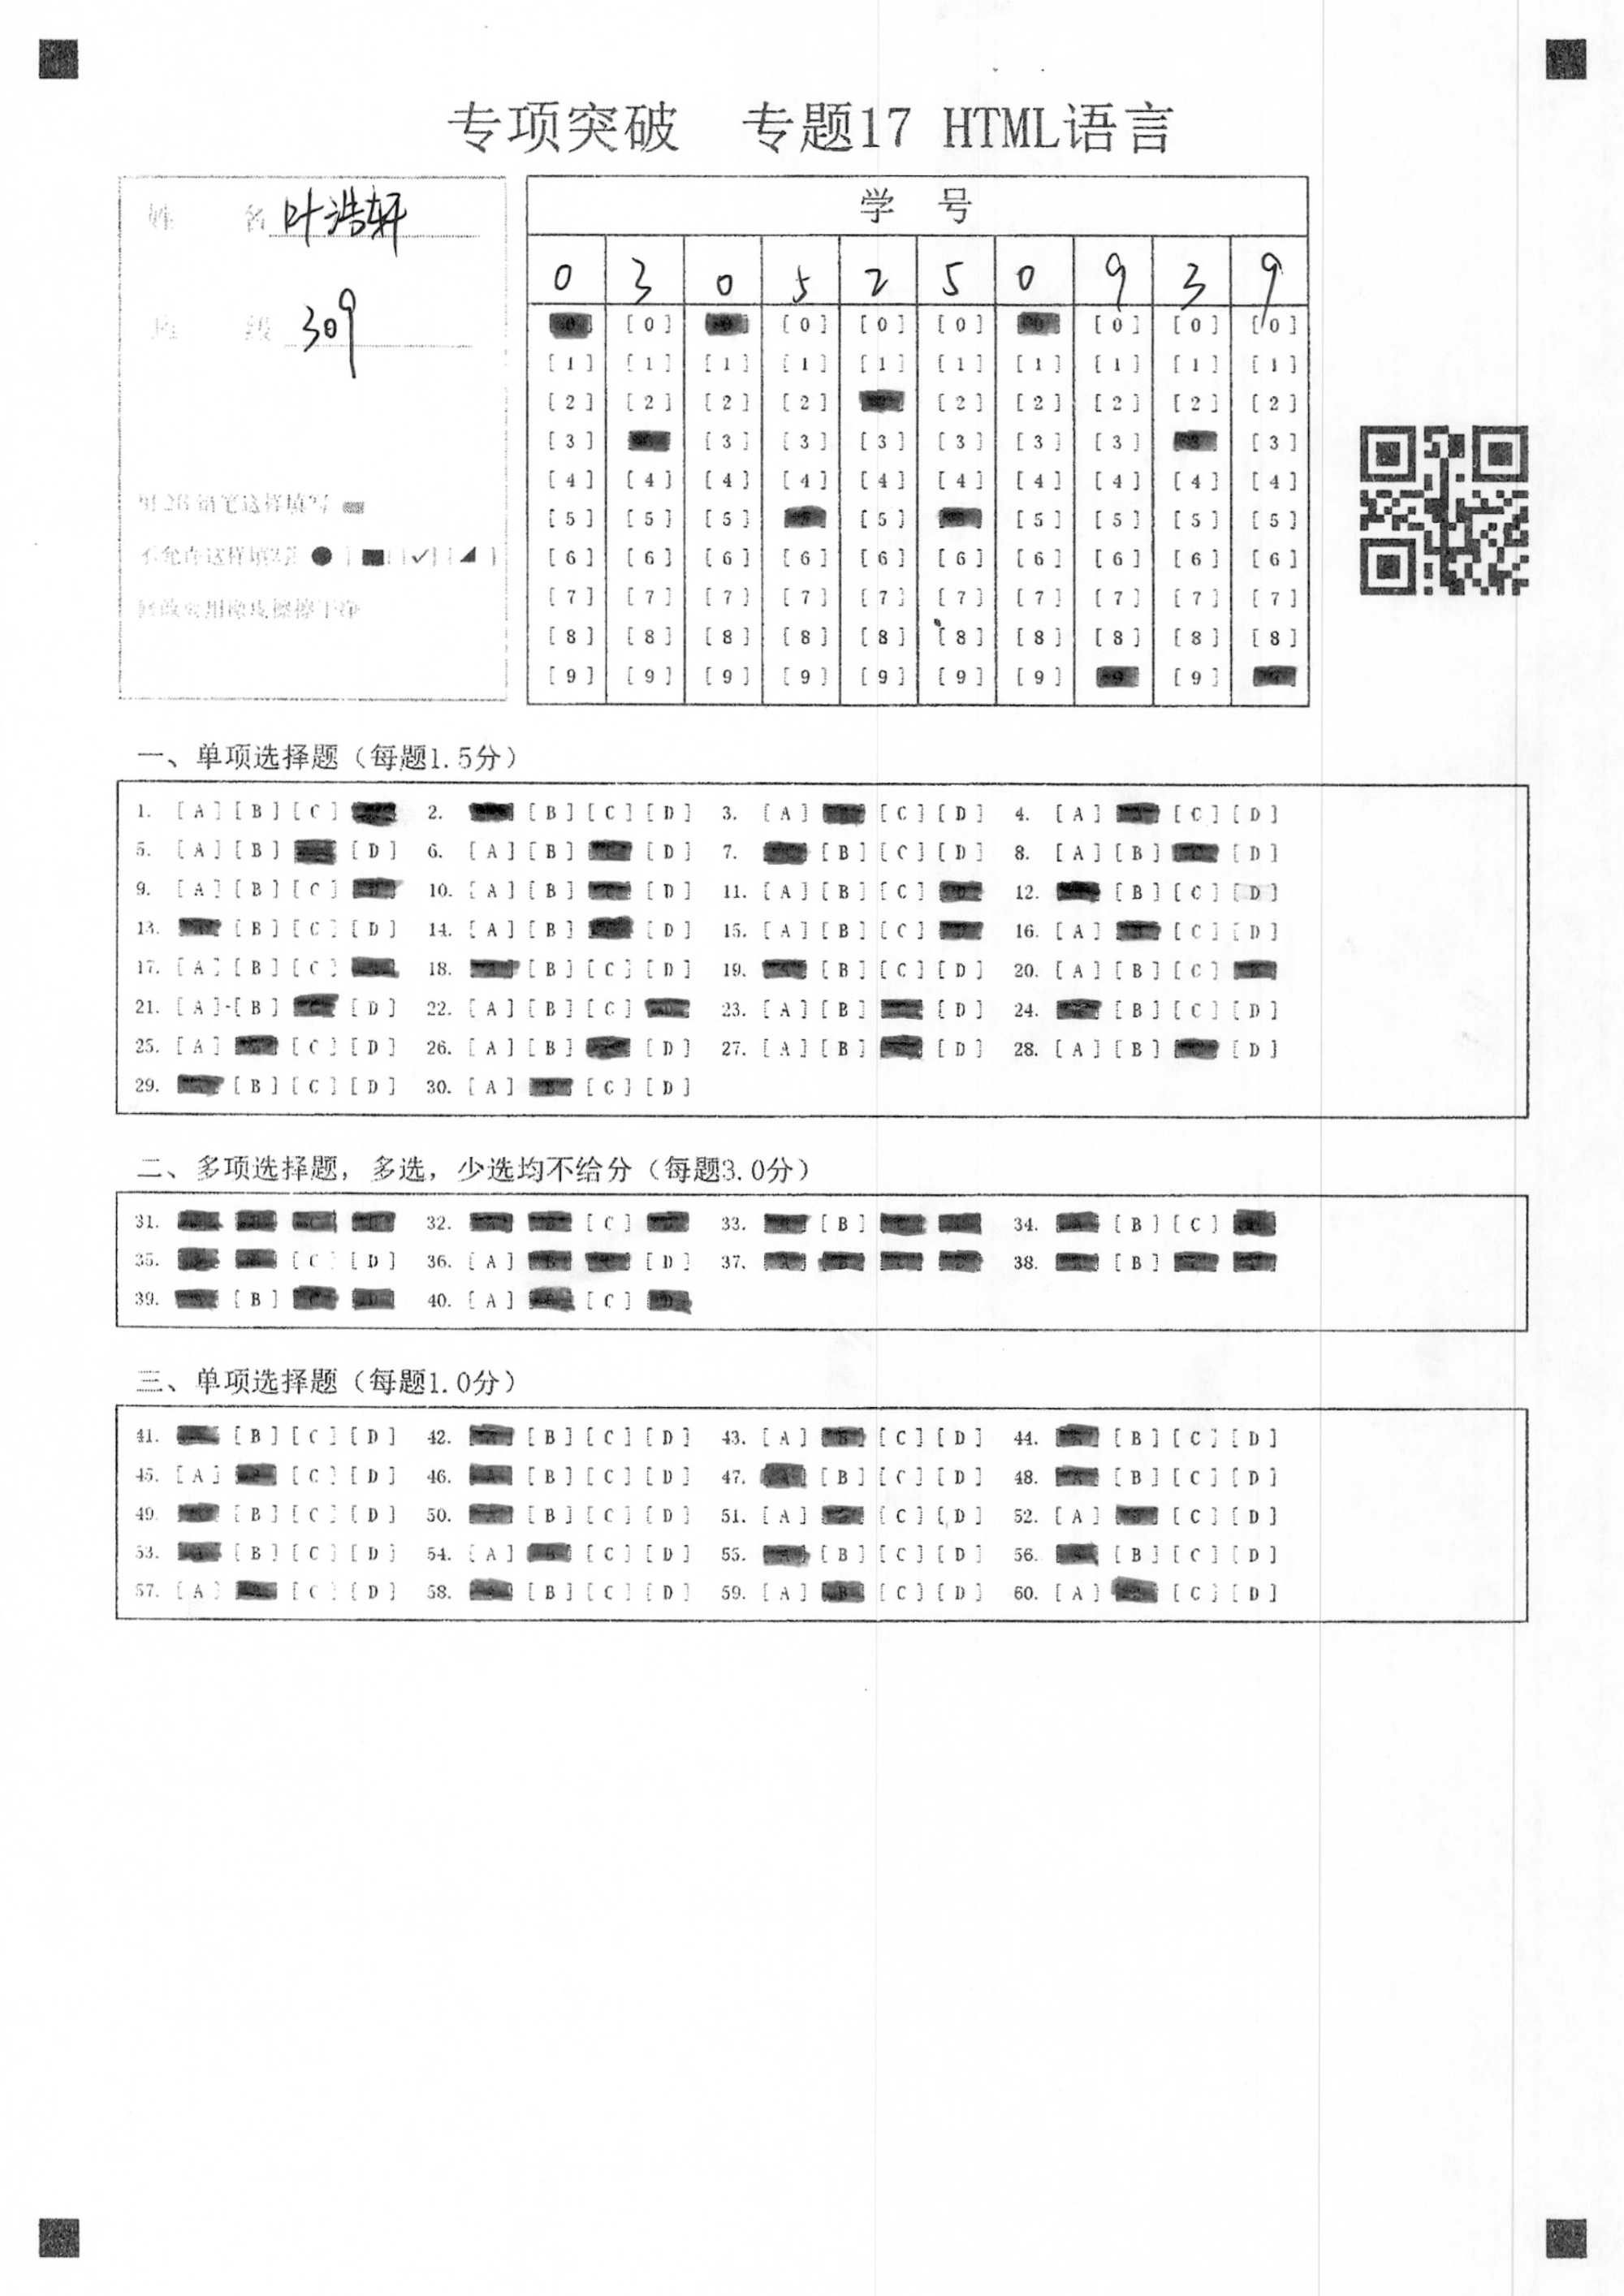 专项突破 专题17 HTML语言
姓 名 叶浩轩
班 级 309
用2B铅笔这样填写
不允许这样填写
修改要用橡皮擦擦干净
学 号
0 3 0 5 2 5 0 9 3 9
[0] [0] [0] [0] [0] [0] [0]
[1] [1] [1] [1] [1] [1] [1] [1] [1] [1]
[2] [2] [2] [2] [2] [2] [2] [2] [2]
[3] [3] [3] [3] [3] [3] [3] [3]
[4] [4] [4] [4] [4] [4] [4] [4] [4] [4]
[5] [5] [5] [5] [5] [5] [5] [5]
[6] [6] [6] [6] [6] [6] [6] [6] [6] [6]
[7] [7] [7] [7] [7] [7] [7] [7] [7] [7]
[8] [8] [8] [8] [8] [8] [8] [8] [8] [8]
[9] [9] [9] [9] [9] [9] [9] [9]
一、单项选择题（每题1.5分）
1. [A] [B] [C] 2. [B] [C] [D] 3. [A] [C] [D] 4. [A] [C] [D]
5. [A] [B] [D] 6. [A] [B] [D] 7. [B] [C] [D] 8. [A] [B] [D]
9. [A] [B] [C] 10. [A] [B] [D] 11. [A] [B] [C] 12. [B] [C] [D]
13. [B] [C] [D] 14. [A] [B] [D] 15. [A] [B] [C] 16. [A] [C] [D]
17. [A] [B] [C] 18. [B] [C] [D] 19. [B] [C] [D] 20. [A] [B] [C]
21. [A] [B] [D] 22. [A] [B] [C] 23. [A] [B] [D] 24. [B] [C] [D]
25. [A] [C] [D] 26. [A] [B] [D] 27. [A] [B] [D] 28. [A] [B] [D]
29. [B] [C] [D] 30. [A] [C] [D]
二、多项选择题，多选，少选均不给分（每题3.0分）
31. 32. [C] 33. [B] 34. [B] [C]
35. [C] [D] 36. [A] [D] 37. 38. [B]
39. [B] 40. [A] [C]
三、单项选择题（每题1.0分）
41. [B] [C] [D] 42. [B] [C] [D] 43. [A] [C] [D] 44. [B] [C] [D]
45. [A] [C] [D] 46. [B] [C] [D] 47. [B] [C] [D] 48. [B] [C] [D]
49. [B] [C] [D] 50. [B] [C] [D] 51. [A] [C] [D] 52. [A] [C] [D]
53. [B] [C] [D] 54. [A] [C] [D] 55. [B] [C] [D] 56. [B] [C] [D]
57. [A] [C] [D] 58. [B] [C] [D] 59. [A] [C] [D] 60. [A] [C] [D]